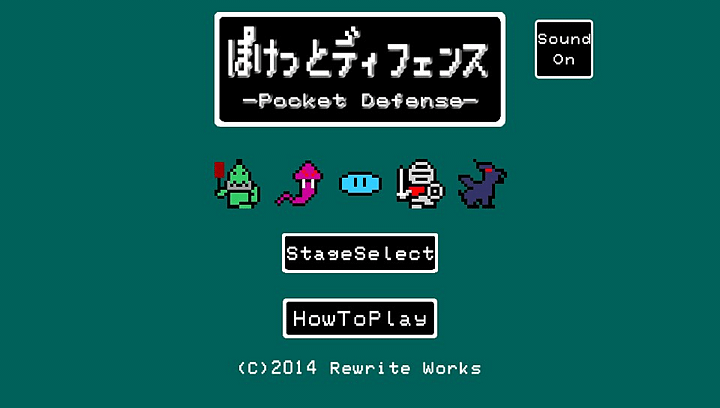 ぽけっとディフェンス
-Pocket Defense-
Sound
On
StageSelect
HowToPlay
(C)2014 Rewrite Works